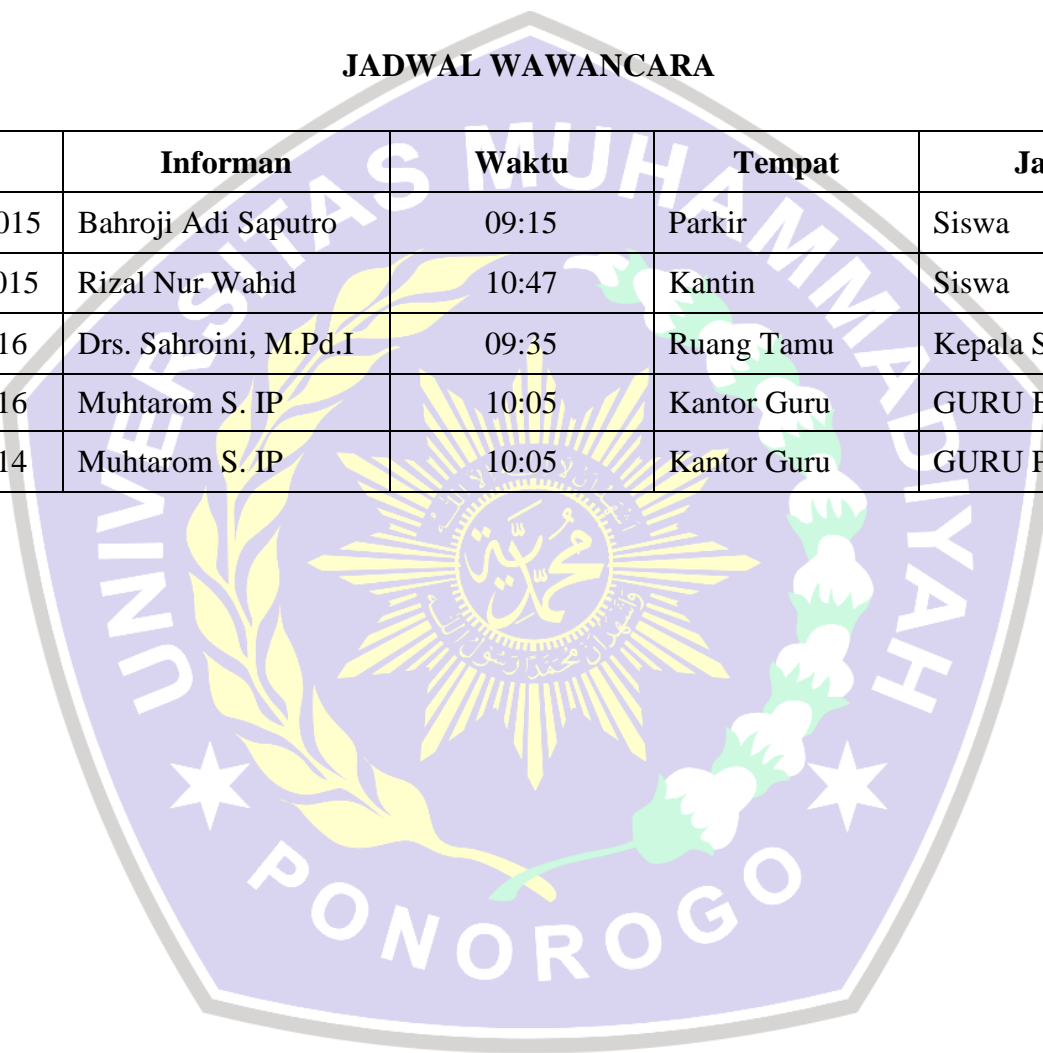 JADWAL WAWANCARA
Informan Waktu Tempat Ja
015 Bahroji Adi Saputro 09:15 Parkir Siswa
015 Rizal Nur Wahid 10:47 Kantin Siswa
16 Drs. Sahroini, M.Pd.I 09:35 Ruang Tamu Kepala S
16 Muhtarom S. IP 10:05 Kantor Guru GURU
14 Muhtarom S. IP 10:05 Kantor Guru GURU
UNIVERSITAS MUHAMMADIYAH
PONOROGO